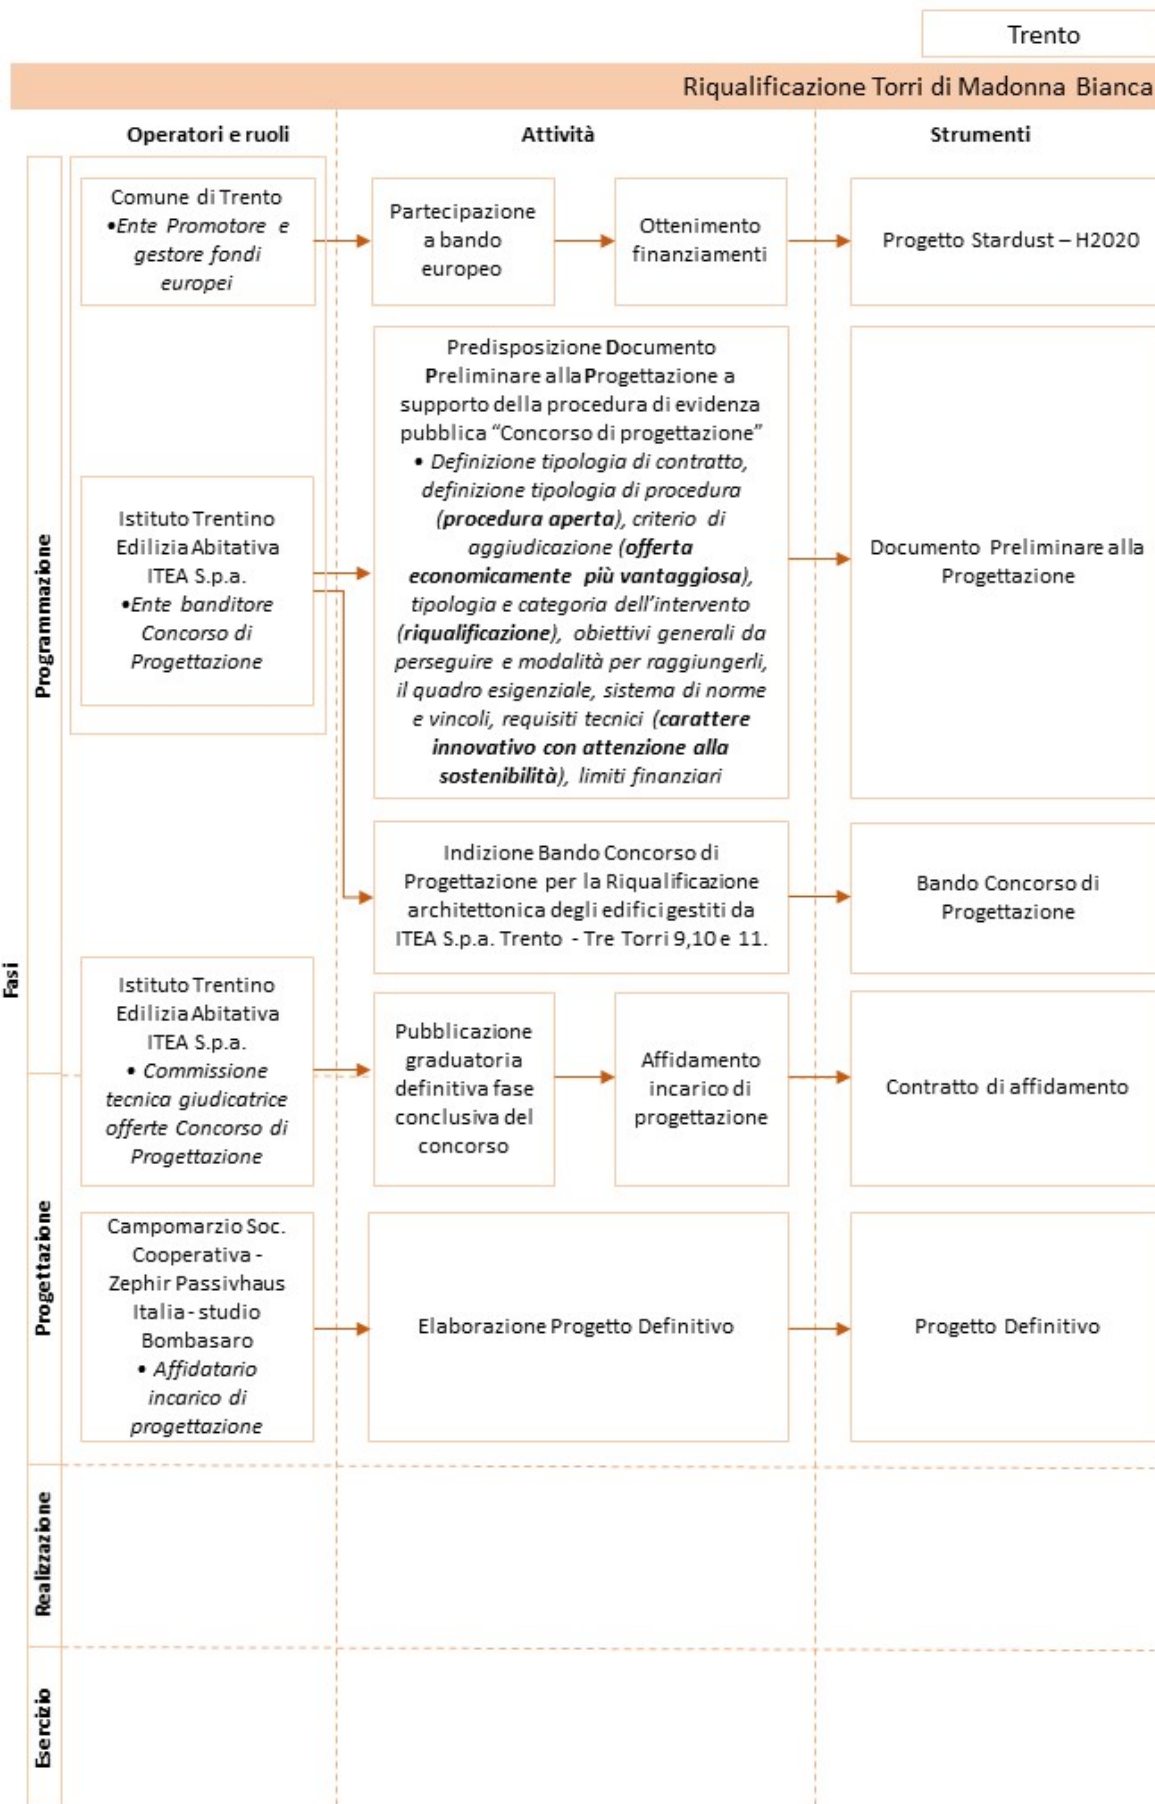 Trento
Riqualificazione Torri di Madonna Bianca
Operatori e ruoli
Attività
Strumenti
Fasi
Programmazione
Comune di Trento
•Ente Promotore e
gestore fondi
europei
Partecipazione
a bando
europeo
Ottenimento
finanziamenti
Progetto Stardust – H2020
Istituto Trentino
Edilizia Abitativa
ITEA S.p.a.
•Ente banditore
Concorso di
Progettazione
Predisposizione Documento
Preliminare alla Progettazione a
supporto della procedura di evidenza
pubblica “Concorso di progettazione”
• Definizione tipologia di contratto,
definizione tipologia di procedura
(procedura aperta), criterio di
aggiudicazione (offerta
economicamente più vantaggiosa),
tipologia e categoria dell’intervento
(riqualificazione), obiettivi generali da
perseguire e modalità per raggiungerli,
il quadro esigenziale, sistema di norme
e vincoli, requisiti tecnici (carattere
innovativo con attenzione alla
sostenibilità), limiti finanziari
Documento Preliminare alla
Progettazione
Indizione Bando Concorso di
Progettazione per la Riqualificazione
architettonica degli edifici gestiti da
ITEA S.p.a. Trento - Tre Torri 9,10 e 11.
Bando Concorso di
Progettazione
Istituto Trentino
Edilizia Abitativa
ITEA S.p.a.
• Commissione
tecnica giudicatrice
offerte Concorso di
Progettazione
Pubblicazione
graduatoria
definitiva fase
conclusiva del
concorso
Affidamento
incarico di
progettazione
Contratto di affidamento
Progettazione
Campomarzio Soc.
Cooperativa -
Zephir Passivhaus
Italia - studio
Bombasaro
• Affidatario
incarico di
progettazione
Elaborazione Progetto Definitivo
Progetto Definitivo
Realizzazione
Esercizio